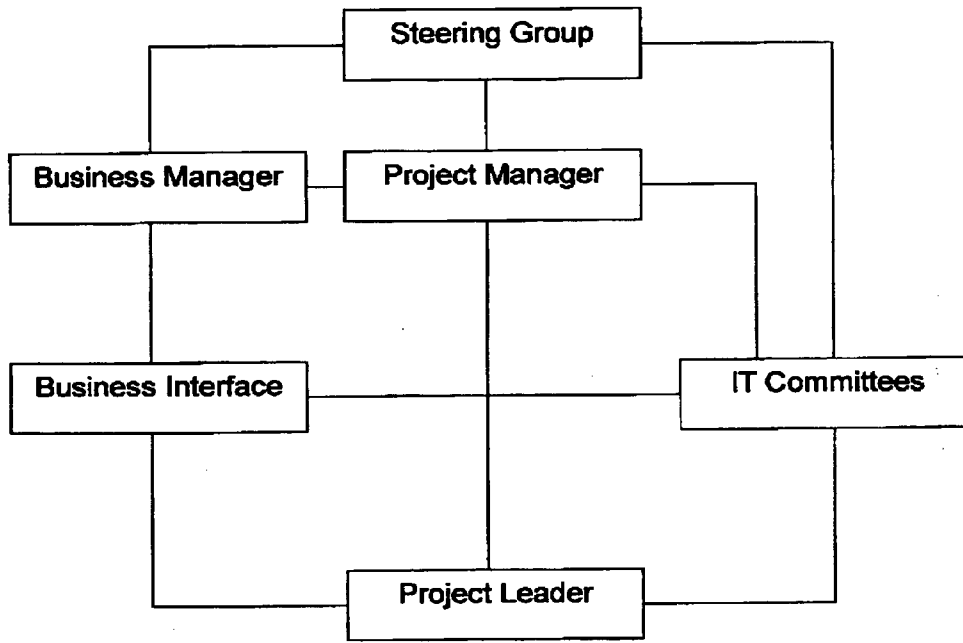 Steering Group
Business Manager
Project Manager
Business Interface
IT Committees
Project Leader